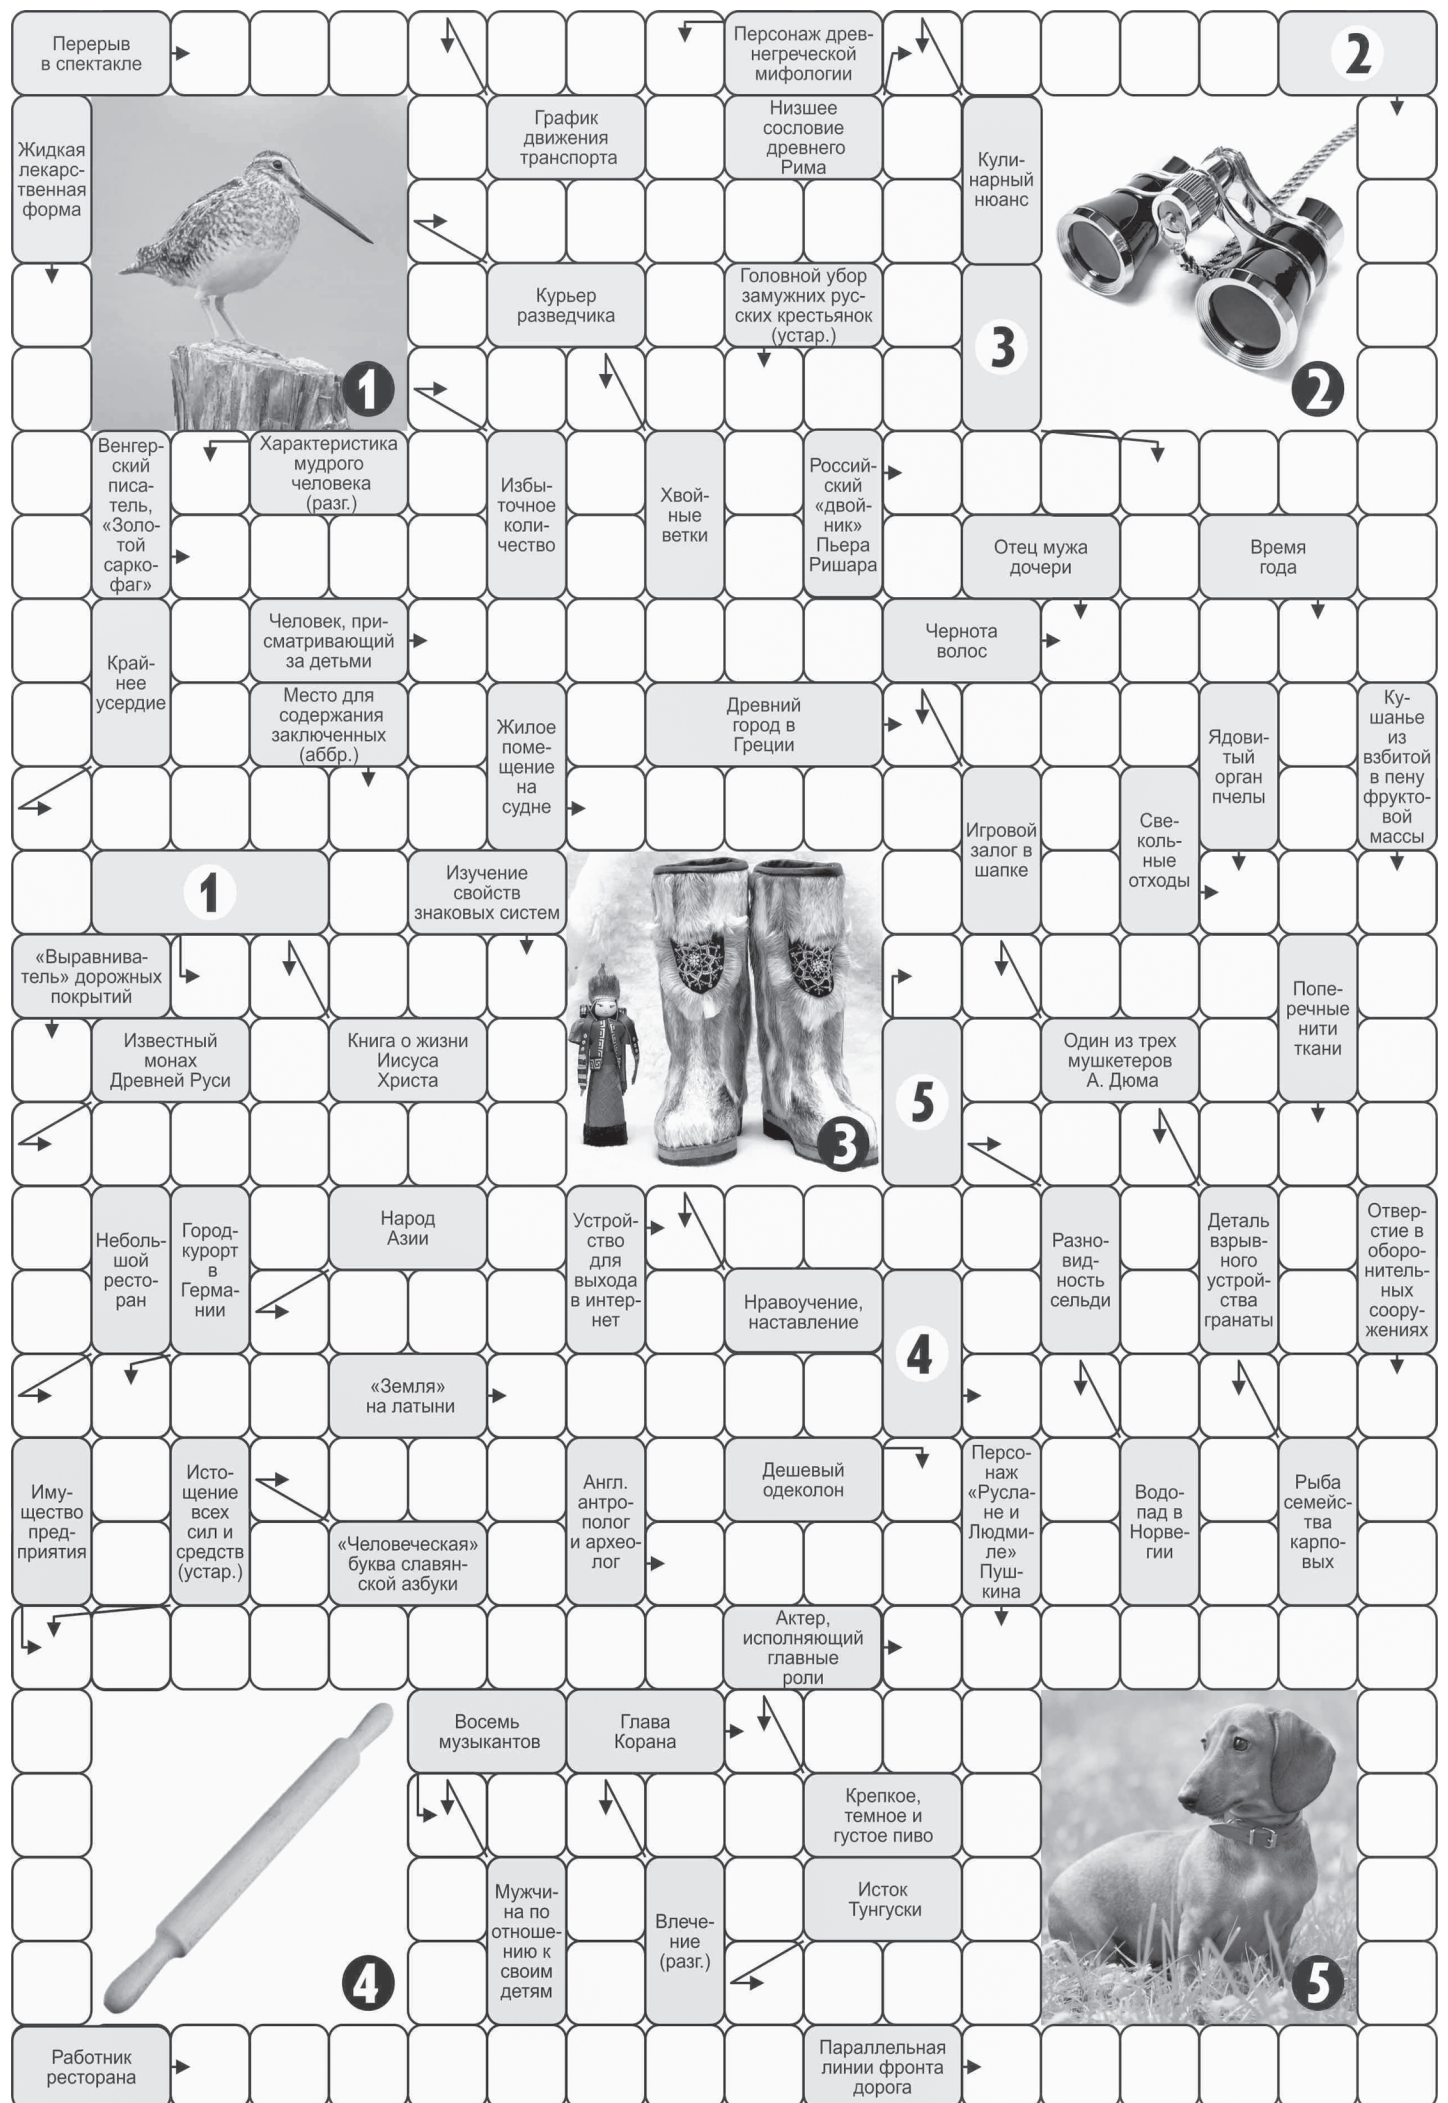 Перерыв
в спектакле
Персонаж древ-
негреческой
мифологии
2
Жидкая
лекарс-
твенная
форма
График
движения
транспорта
Низшее
сословие
древнего
Рима
Кули-
нарный
нюанс
Курьер
разведчика
Головной убор
замужних рус-
ских крестьянок
(устар.)
3
1
2
Венгер-
ский
писа-
тель,
«Золо-
той
сарко-
фаг»
Характеристика
мудрого
человека
(разг.)
Избы-
точное
коли-
чество
Хвой-
ные
ветки
Россий-
ский
«двой-
ник»
Пьера
Ришара
Отец мужа
дочери
Время
года
Край-
нее
усердие
Человек, при-
сматривающий
за детьми
Чернота
волос
Место для
содержания
заключенных
(аббр.)
Жилое
поме-
щение
на
судне
Древний
город в
Греции
Ядови-
тый
орган
пчелы
Ку-
шанье
из
взбитой
в пену
фрукто-
вой
массы
Игровой
залог в
шапке
Све-
коль-
ные
отходы
1
Изучение
свойств
знаковых систем
«Выравнива-
тель» дорожных
покрытий
Попе-
речные
нити
ткани
Известный
монах
Древней Руси
Книга о жизни
Иисуса
Христа
3
5
Один из трех
мушкетеров
А. Дюма
Неболь-
шой
ресто-
ран
Город-
курорт
в
Герма-
нии
Народ
Азии
Устрой-
ство
для
выхода
в интер-
нет
Нравоучение,
наставление
4
Разно-
вид-
ность
сельди
Деталь
взрыв-
ного
устрой-
ства
гранаты
Отвер-
стие в
оборо-
нитель-
ных
соору-
жениях
«Земля»
на латыни
Иму-
щество
пред-
приятия
Исто-
щение
всех
сил и
средств
(устар.)
«Человеческая»
буква славян-
ской азбуки
Англ.
антро-
полог
и архео-
лог
Дешевый
одеколон
Персо-
наж
«Русла-
не и
Людми-
ле»
Пуш-
кина
Водо-
пад в
Норве-
гии
Рыба
семейс-
тва
карпо-
вых
Актер,
исполняющий
главные
роли
Восемь
музыкантов
Глава
Корана
Крепкое,
темное и
густое пиво
4
Мужчи-
на по
отноше-
нию к
своим
детям
Влече-
ние
(разг.)
Исток
Тунгуски
5
Работник
ресторана
Параллельная
линии фронта
дорога